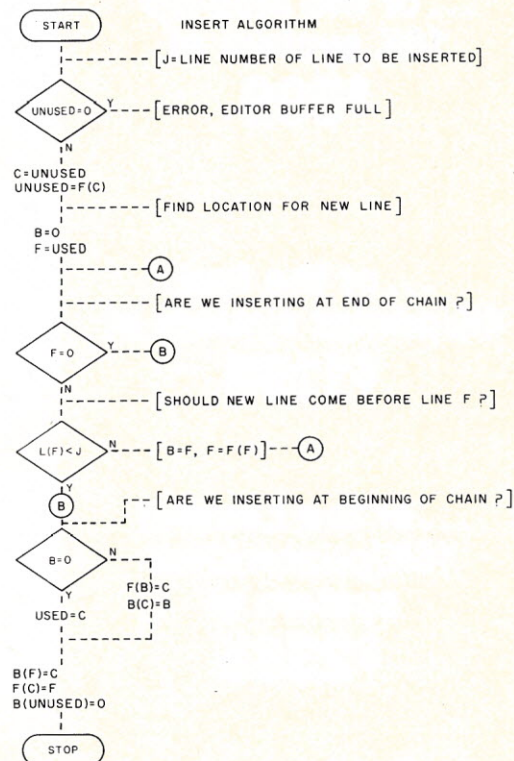 START
INSERT ALGORITHM
[J=LINE NUMBER OF LINE TO BE INSERTED]
UNUSED=0
Y
[ERROR, EDITOR BUFFER FULL]
N
C=UNUSED
UNUSED=F(C)
[FIND LOCATION FOR NEW LINE]
B=0
F=USED
A
[ARE WE INSERTING AT END OF CHAIN ?]
F=0
Y
B
N
[SHOULD NEW LINE COME BEFORE LINE F ?]
L(F)<J
N
[B=F, F=F(F)]
A
Y
B
[ARE WE INSERTING AT BEGINNING OF CHAIN ?]
B=0
N
F(B)=C
B(C)=B
Y
USED=C
B(F)=C
F(C)=F
B(UNUSED)=0
STOP